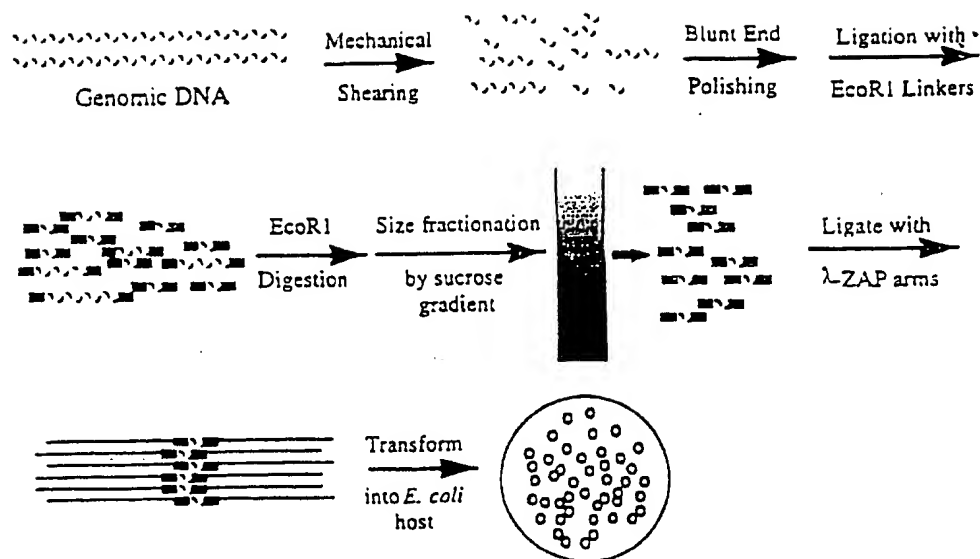 Genomic DNA
Mechanical
Shearing
Blunt End
Polishing
Ligation with
EcoR1 Linkers
EcoR1
Digestion
Size fractionation
by sucrose
gradient
Ligate with
λ-ZAP arms
Transform
into E. coli
host